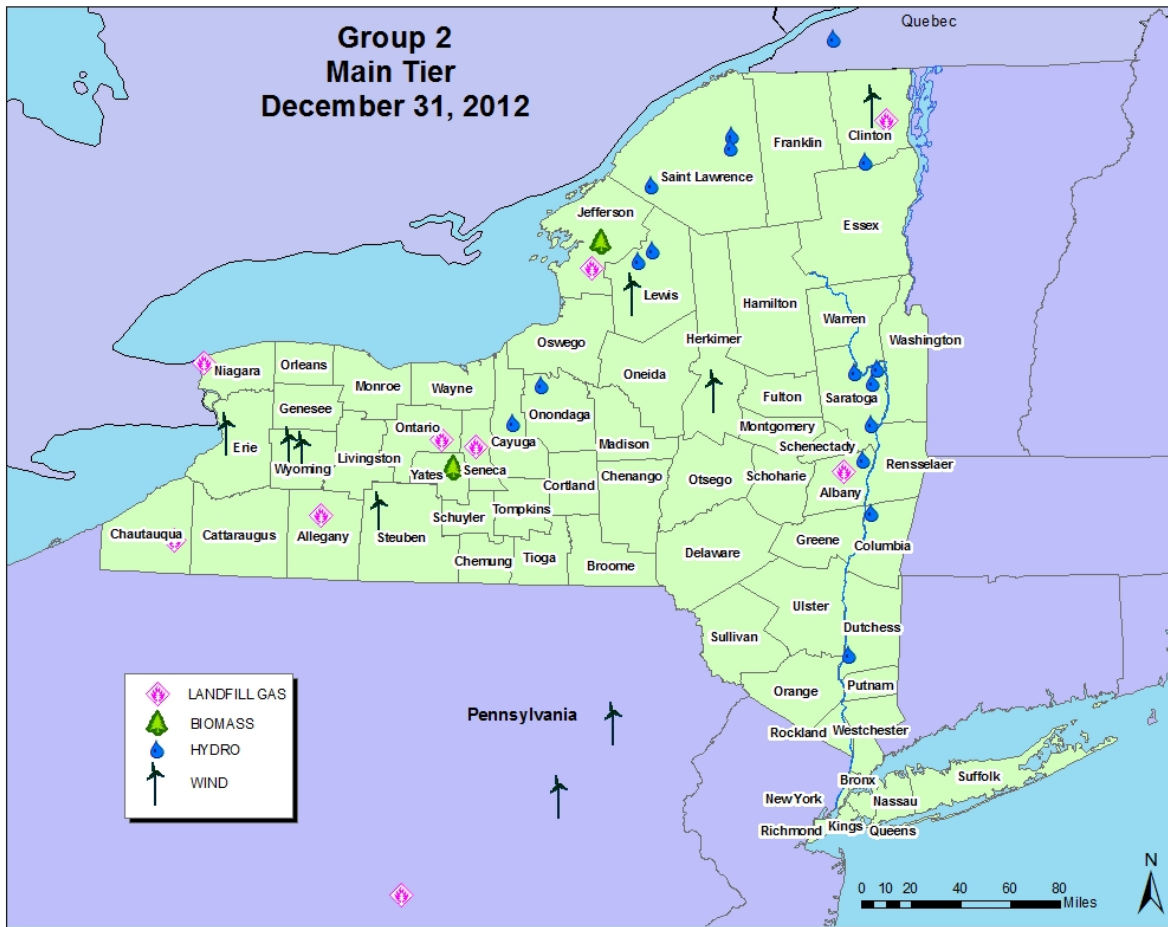 Quebec
Group 2
Main Tier
December 31, 2012
Clinton
Franklin
Saint Lawrence
Jefferson
Essex
Lewis
Hamilton
Warren
Herkimer
Oswego
Washington
Niagara
Orleans
Oneida
Monroe
Wayne
Fulton
Saratoga
Genesee
Onondaga
Montgomery
Ontario
Cayuga
Schenectady
Erie
Madison
Livingston
Wyoming
Seneca
Rensselaer
Yates
Chenango
Otsego
Schoharie
Cortland
Albany
Tompkins
Schuyler
Chautauqua
Cattaraugus
Allegany
Steuben
Greene
Columbia
Delaware
Tioga
Chemung
Broome
Ulster
Dutchess
Sullivan
Putnam
Orange
LANDFILL GAS
BIOMASS
HYDRO
WIND
Pennsylvania
Rockland
Westchester
Suffolk
Bronx
New York
Nassau
Richmond
Kings
Queens
N
0 10 20 40 60 80
Miles